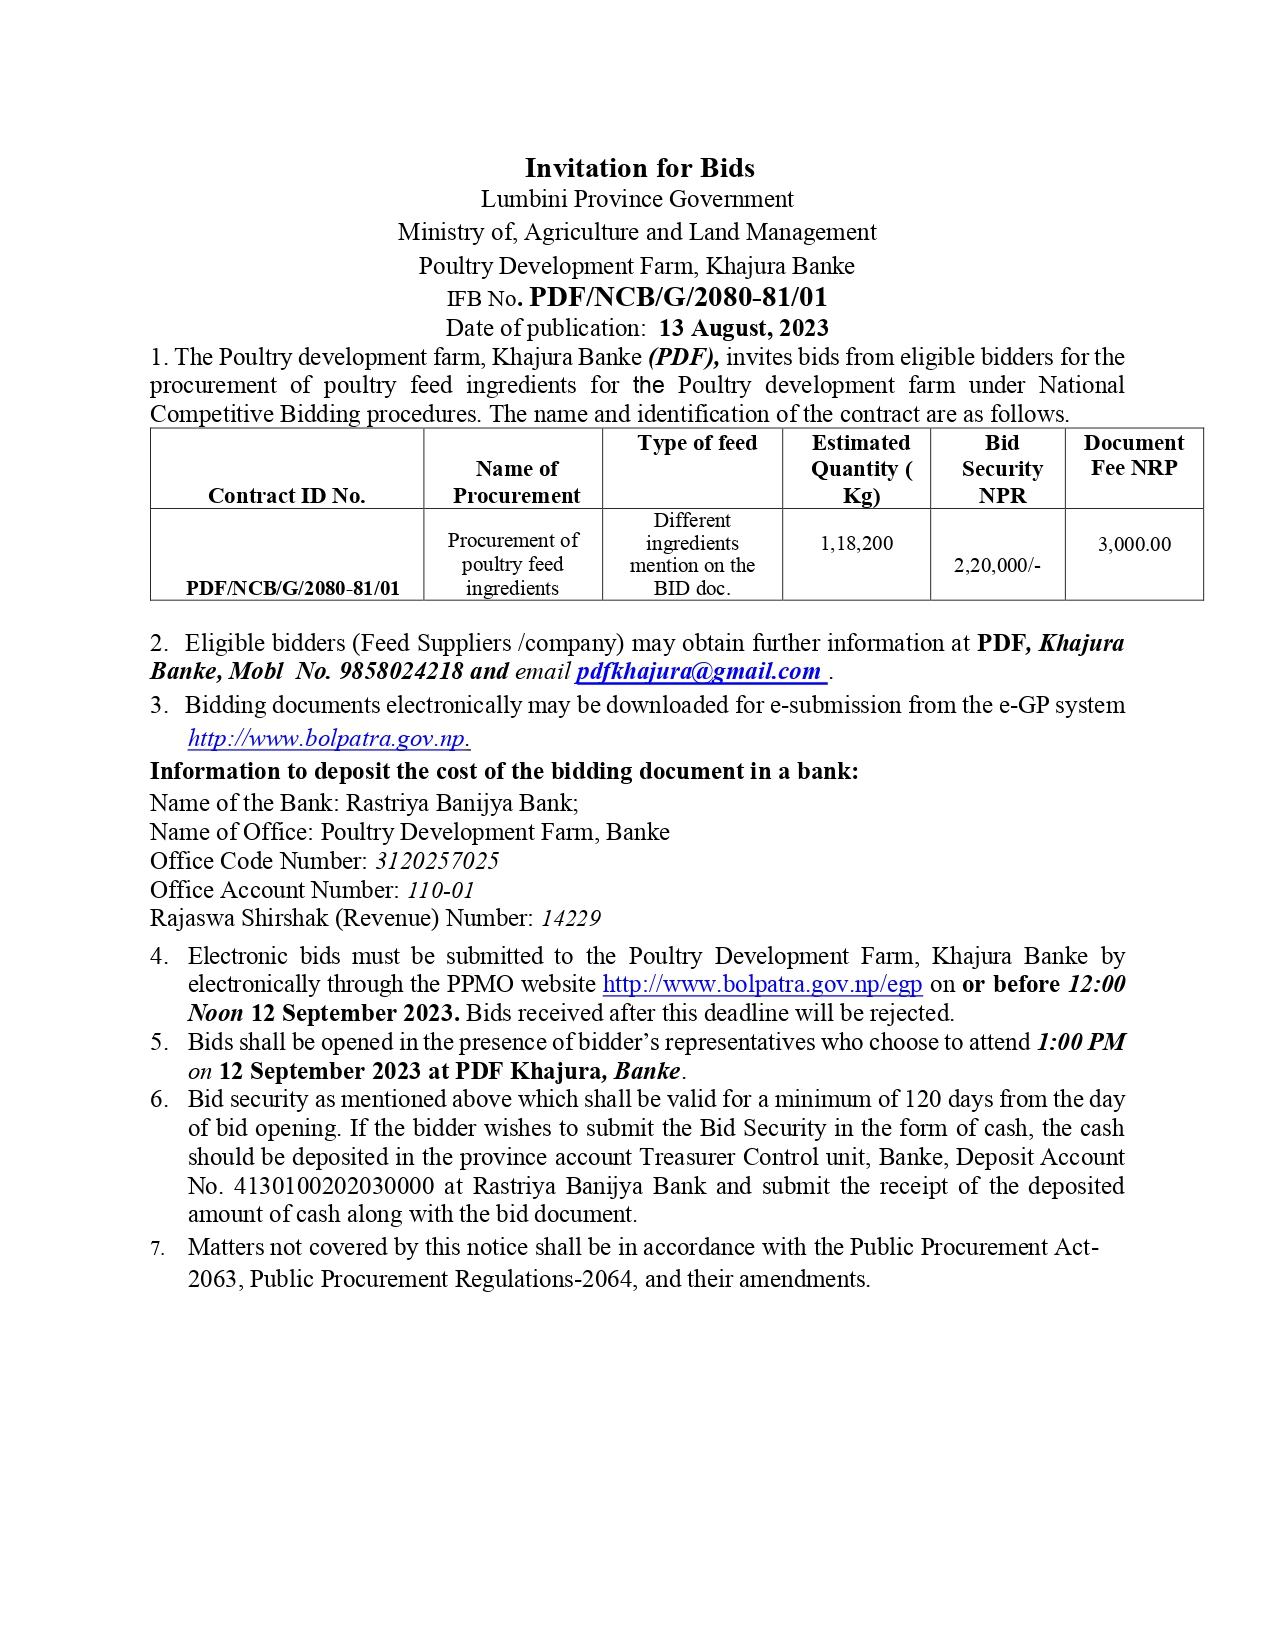 Invitation for Bids
Lumbini Province Government
Ministry of, Agriculture and Land Management
Poultry Development Farm, Khajura Banke
IFB No. PDF/NCB/G/2080-81/01
Date of publication: 13 August, 2023
1. The Poultry development farm, Khajura Banke (PDF), invites bids from eligible bidders for the
procurement of poultry feed ingredients for the Poultry development farm under National
Competitive Bidding procedures. The name and identification of the contract are as follows.
Contract ID No.
Name of
Procurement
Type of feed
Estimated
Quantity (
Kg)
Bid
Security
NPR
Document
Fee NRP
PDF/NCB/G/2080-81/01
Procurement of
poultry feed
ingredients
Different
ingredients
mention on the
BID doc.
1,18,200
2,20,000/-
3,000.00
2. Eligible bidders (Feed Suppliers /company) may obtain further information at PDF, Khajura
Banke, Mobl No. 9858024218 and email pdfkhajura@gmail.com .
3. Bidding documents electronically may be downloaded for e-submission from the e-GP system
http://www.bolpatra.gov.np.
Information to deposit the cost of the bidding document in a bank:
Name of the Bank: Rastriya Banijya Bank;
Name of Office: Poultry Development Farm, Banke
Office Code Number: 3120257025
Office Account Number: 110-01
Rajaswa Shirshak (Revenue) Number: 14229
4. Electronic bids must be submitted to the Poultry Development Farm, Khajura Banke by
electronically through the PPMO website http://www.bolpatra.gov.np/egp on or before 12:00
Noon 12 September 2023. Bids received after this deadline will be rejected.
5. Bids shall be opened in the presence of bidder’s representatives who choose to attend 1:00 PM
on 12 September 2023 at PDF Khajura, Banke.
6. Bid security as mentioned above which shall be valid for a minimum of 120 days from the day
of bid opening. If the bidder wishes to submit the Bid Security in the form of cash, the cash
should be deposited in the province account Treasurer Control unit, Banke, Deposit Account
No. 4130100202030000 at Rastriya Banijya Bank and submit the receipt of the deposited
amount of cash along with the bid document.
7. Matters not covered by this notice shall be in accordance with the Public Procurement Act-
2063, Public Procurement Regulations-2064, and their amendments.